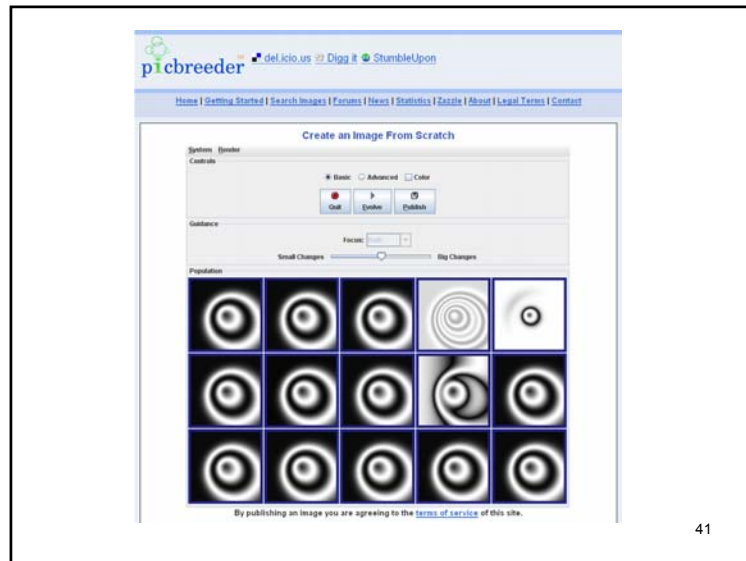 picbreeder del.icio.us Digg it StumbleUpon
Home | Getting Started | Search Images | Forums | News | Statistics | Zazzle | About | Legal Terms | Contact
Create an Image From Scratch
System Render
Controls
Basic Advanced Color
Quit Evolve Publish
Guidance
Focus:
Small Changes Big Changes
Population
By publishing an image you are agreeing to the terms of service of this site.
41